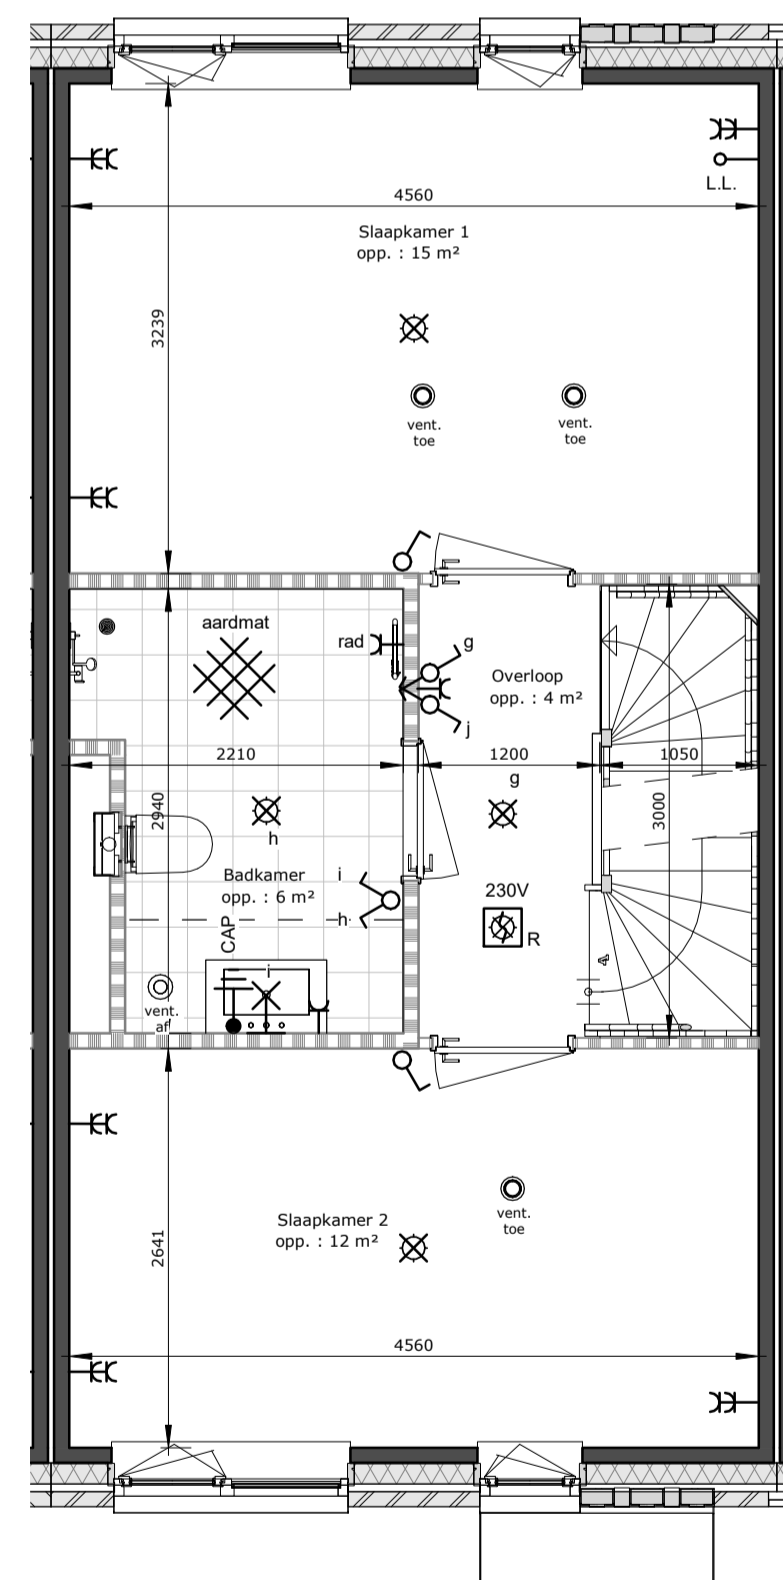 L.L.
4560
Slaapkamer 1
opp. : 15 m²
3239
vent.
toe
vent.
toe
aardmat
rad
g
Overloop
opp. : 4 m²
j
2210
1200
1050
g
2940
3000
h
Badkamer
opp. : 6 m²
i
h
230V
R
CAP
4
i
vent.
af
vent.
toe
Slaapkamer 2
opp. : 12 m²
2641
4560